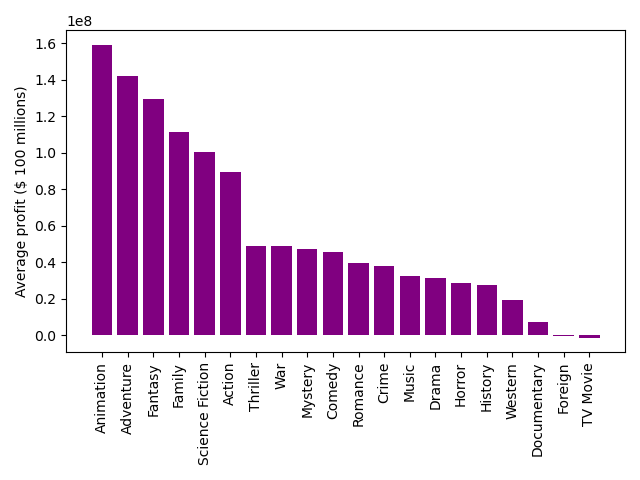 1e8
Average profit ($ 100 millions)
1.6
1.4
1.2
1.0
0.8
0.6
0.4
0.2
0.0
Animation
Adventure
Fantasy
Family
Science Fiction
Action
Thriller
War
Mystery
Comedy
Romance
Crime
Music
Drama
Horror
History
Western
Documentary
Foreign
TV Movie